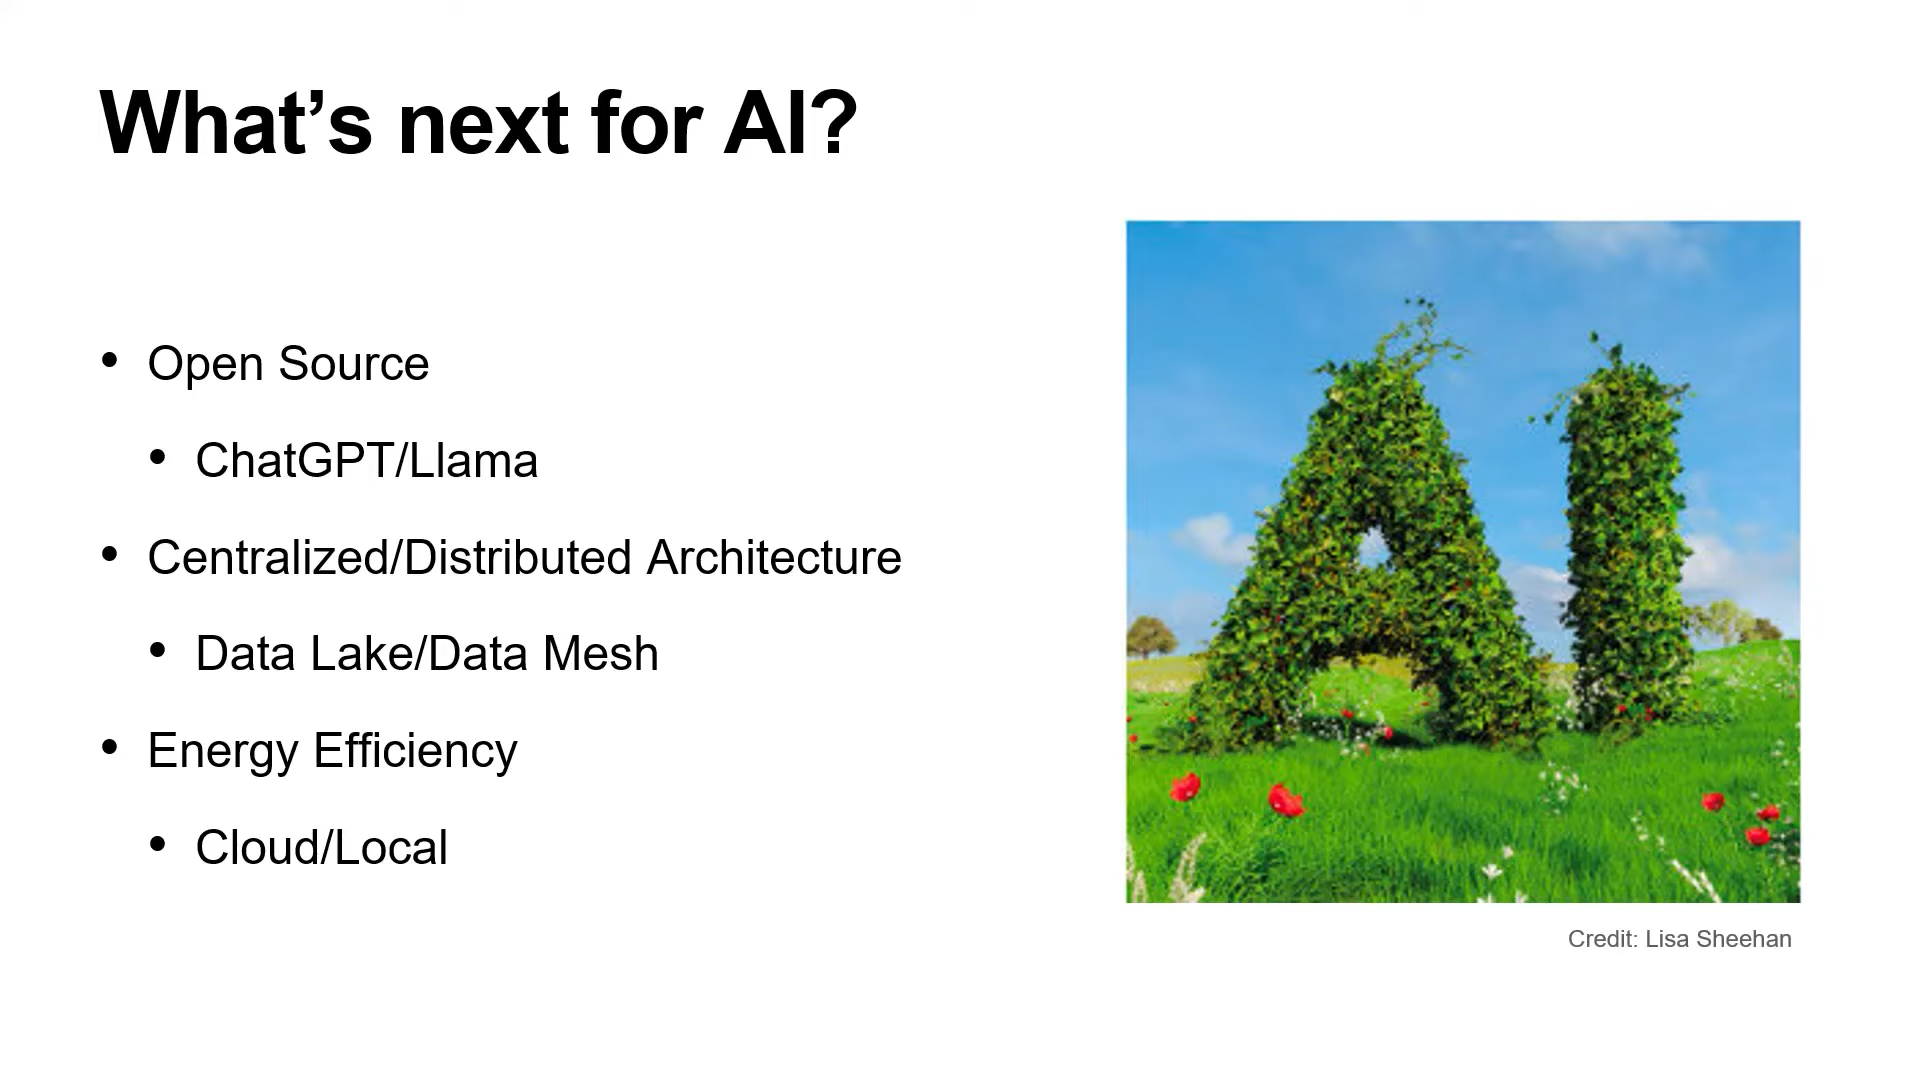 What’s next for AI?
• Open Source
• ChatGPT/Llama
• Centralized/Distributed Architecture
• Data Lake/Data Mesh
• Energy Efficiency
• Cloud/Local
AI
Credit: Lisa Sheehan